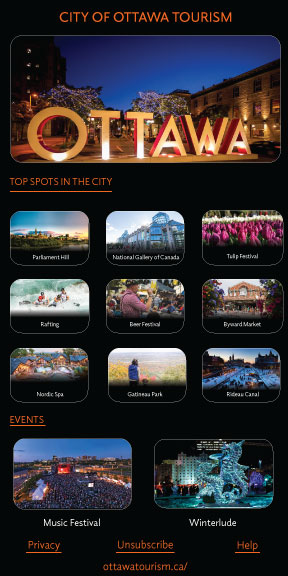 CITY OF OTTAWA TOURISM
OTTAWA
TOP SPOTS IN THE CITY
Parliament Hill
National Gallery of Canada
Tulip Festival
Rafting
Beer Festival
Byward Market
Nordic Spa
Gatineau Park
Rideau Canal
EVENTS
Music Festival
Winterlude
Privacy
Unsubscribe
Help
ottawatourism.ca/